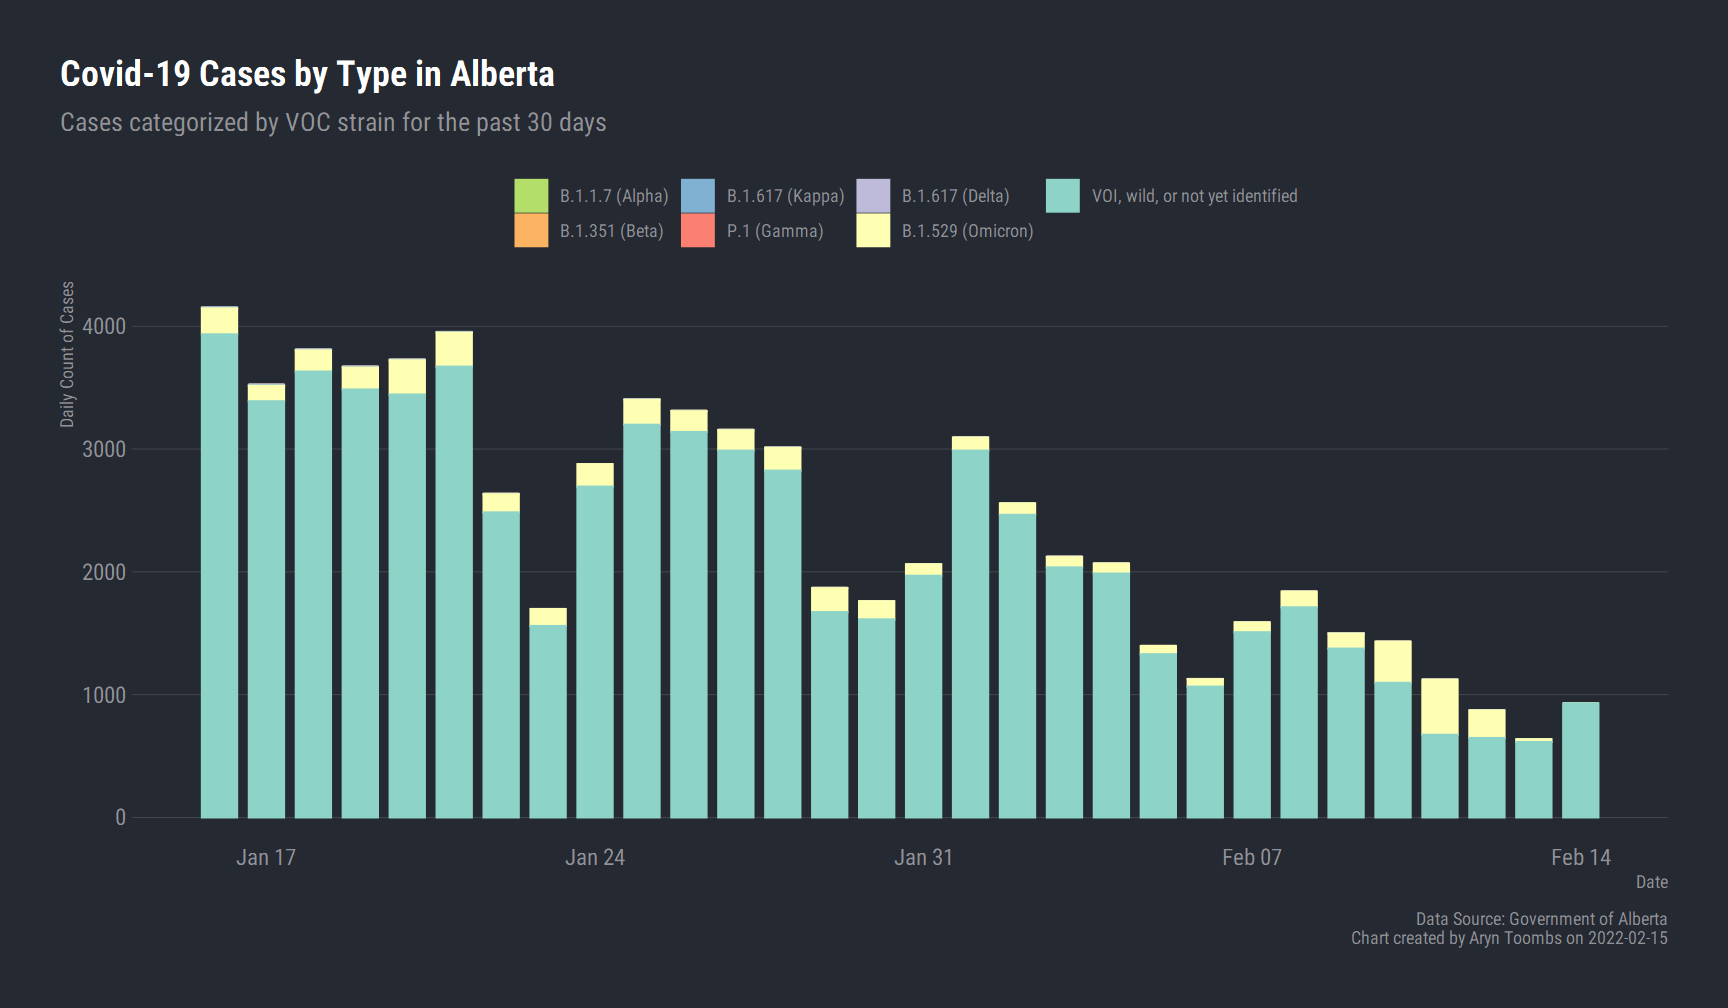 Covid-19 Cases by Type in Alberta
Cases categorized by VOC strain for the past 30 days
B.1.1.7 (Alpha)
B.1.617 (Kappa)
B.1.617 (Delta)
VOI, wild, or not yet identified
B.1.351 (Beta)
P.1 (Gamma)
B.1.529 (Omicron)
Daily Count of Cases
4000
3000
2000
1000
0
Jan 17
Jan 24
Jan 31
Feb 07
Feb 14
Date
Data Source: Government of Alberta
Chart created by Aryn Toombs on 2022-02-15